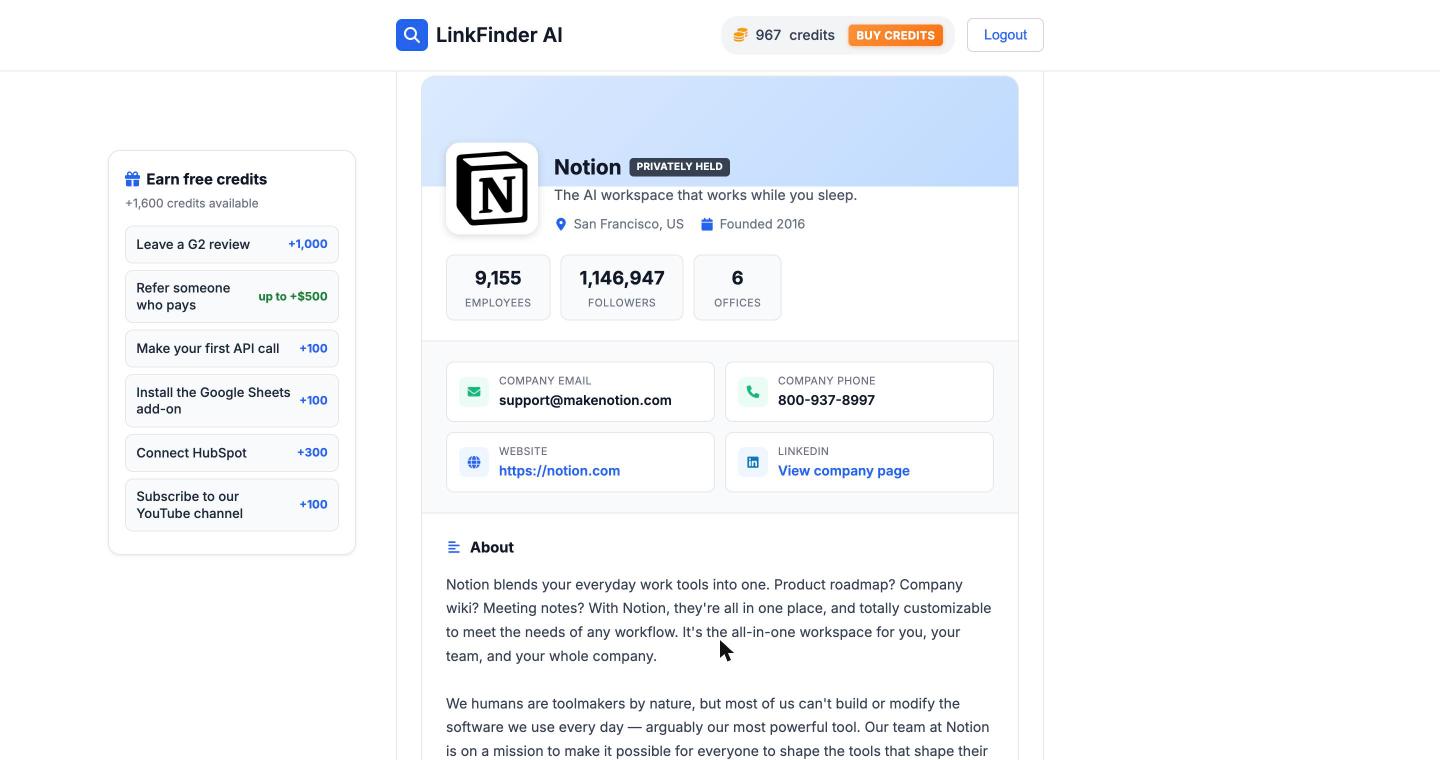 LinkFinder AI
967 credits
BUY CREDITS
Logout
Earn free credits
+1,600 credits available
Leave a G2 review
+1,000
Refer someone
who pays
up to +$500
Make your first API call
+100
Install the Google Sheets
add-on
+100
Connect HubSpot
+300
Subscribe to our
YouTube channel
+100
N
Notion
PRIVATELY HELD
The AI workspace that works while you sleep.
San Francisco, US
Founded 2016
9,155
EMPLOYEES
1,146,947
FOLLOWERS
6
OFFICES
COMPANY EMAIL
support@makenotion.com
COMPANY PHONE
800-937-8997
WEBSITE
https://notion.com
LINKEDIN
View company page
About
Notion blends your everyday work tools into one. Product roadmap? Company
wiki? Meeting notes? With Notion, they're all in one place, and totally customizable
to meet the needs of any workflow. It's the all-in-one workspace for you, your
team, and your whole company.
We humans are toolmakers by nature, but most of us can't build or modify the
software we use every day — arguably our most powerful tool. Our team at Notion
is on a mission to make it possible for everyone to shape the tools that shape their